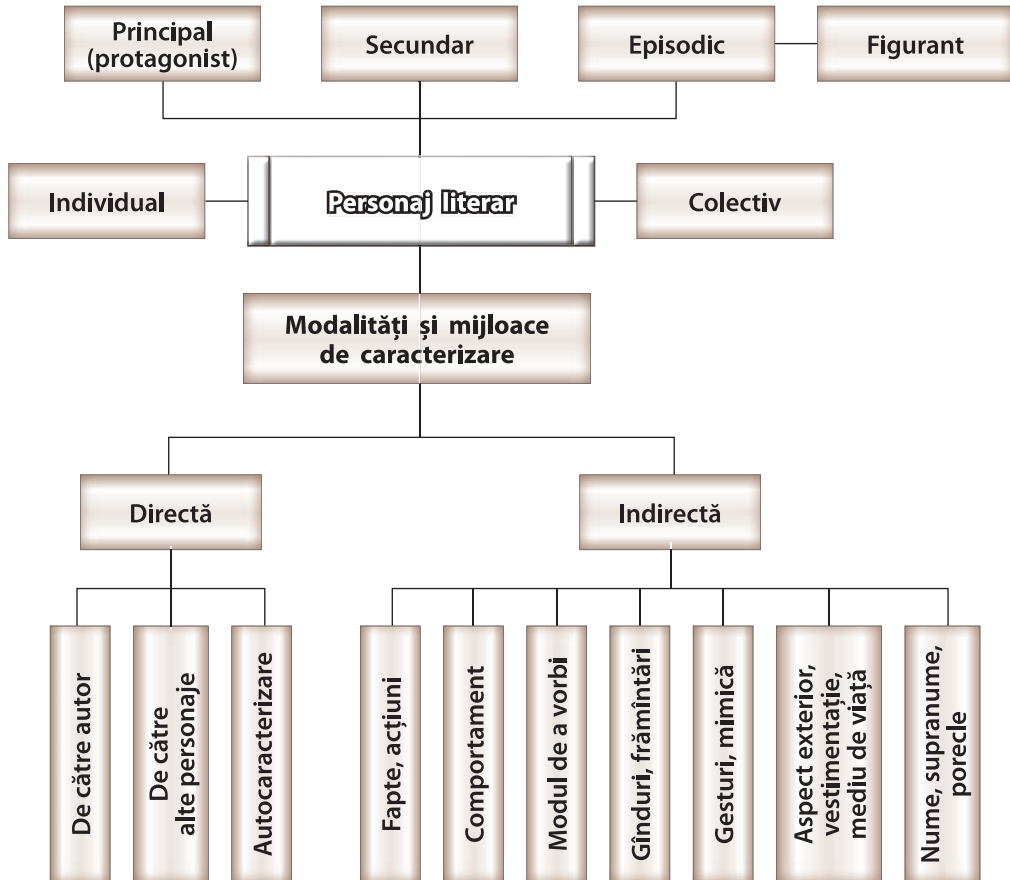 Principal
(protagonist)
Secundar
Episodic
Figurant
Individual
Personaj literar
Colectiv
Modalități și mijloace
de caracterizare
Directă
Indirectă
De către autor
De către
alte personaje
Autocaracterizare
Fapte, acțiuni
Comportament
Modul de a vorbi
Gînduri, frămîntări
Gesturi, mimică
Aspect exterior,
vestimentație,
mediu de viață
Nume, supranume,
porecle